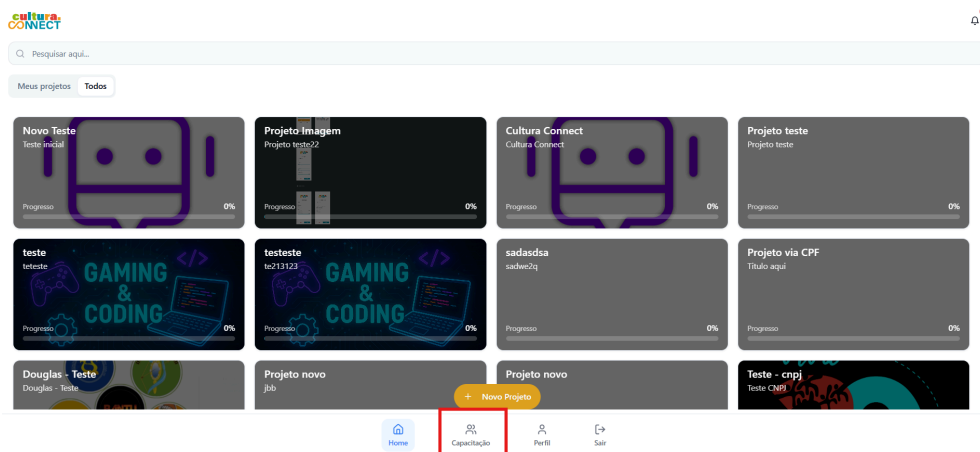 cultura.
CONNECT
Pesquisar aqui...
Meus projetos Todos
Novo Teste
Teste inicial
Progresso 0%
Projeto Imagem
Projeto teste22
Progresso 0%
Cultura Connect
Cultura Connect
Progresso 0%
Projeto teste
Projeto teste
Progresso 0%
teste
teteste
GAMING
&
CODING
</>
Progresso 0%
testeste
te213123
GAMING
&
CODING
</>
Progresso 0%
sadasdsa
sadwe2q
Progresso 0%
Projeto via CPF
Titulo aqui
Progresso 0%
Douglas - Teste
Douglas - Teste
Projeto novo
jbb
Projeto novo
Teste - cnpj
Teste CNPJ
+ Novo Projeto
Home Capacitação Perfil Sair